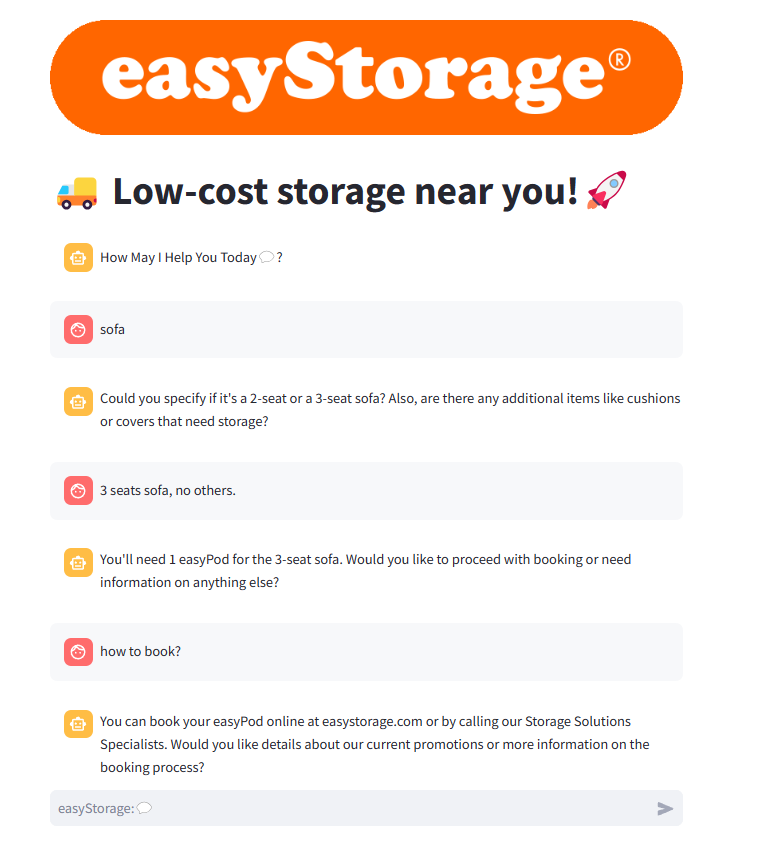 easyStorage®
🚚 Low-cost storage near you! 🚀
How May I Help You Today💬?
sofa
Could you specify if it's a 2-seat or a 3-seat sofa? Also, are there any additional items like cushions
or covers that need storage?
3 seats sofa, no others.
You'll need 1 easyPod for the 3-seat sofa. Would you like to proceed with booking or need
information on anything else?
how to book?
You can book your easyPod online at easystorage.com or by calling our Storage Solutions
Specialists. Would you like details about our current promotions or more information on the
booking process?
easyStorage:💬